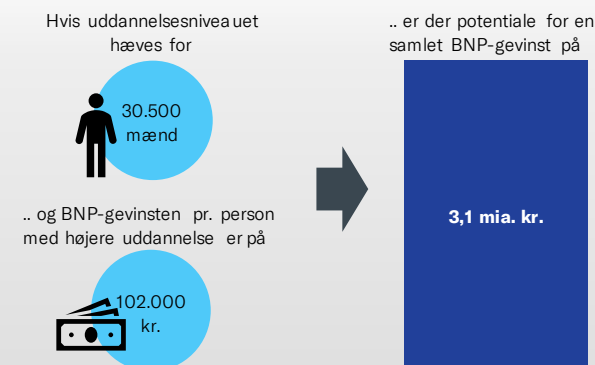 Hvis uddannelsesniveauet
hæves for
30.500
mænd
.. og BNP-gevinsten pr. person
med højere uddannelse er på
102.000
kr.
.. er der potentiale for en
samlet BNP-gevinst på
3,1 mia. kr.